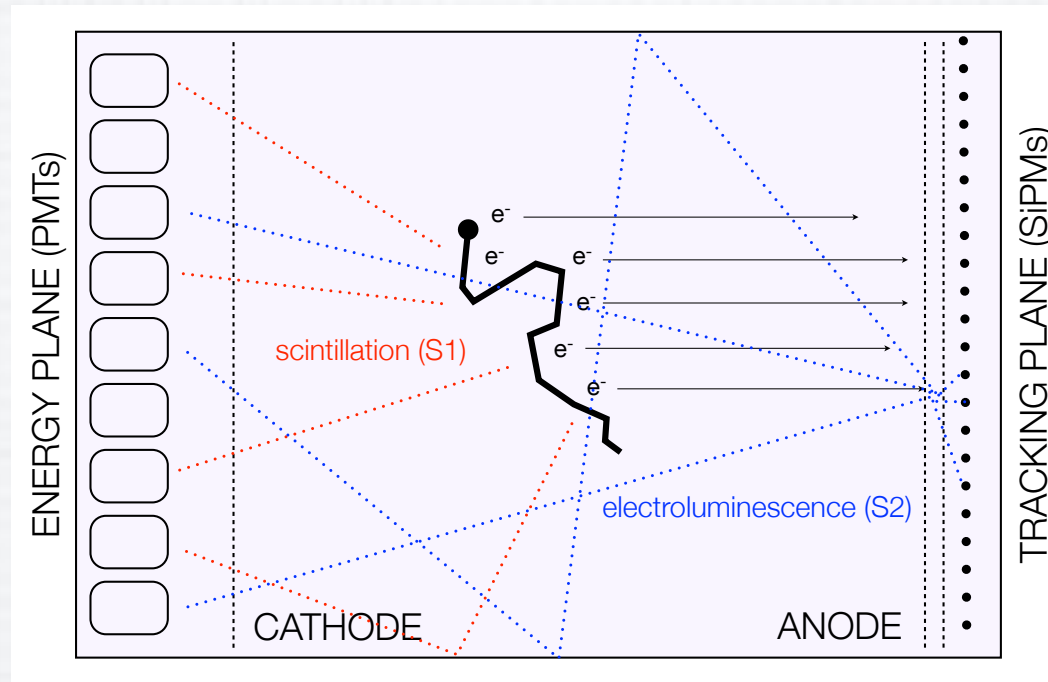 ENERGY PLANE (PMTs)
e⁻
e⁻
e⁻
e⁻
scintillation (S1)
e⁻
e⁻
electroluminescence (S2)
CATHODE
ANODE
TRACKING PLANE (SiPMs)